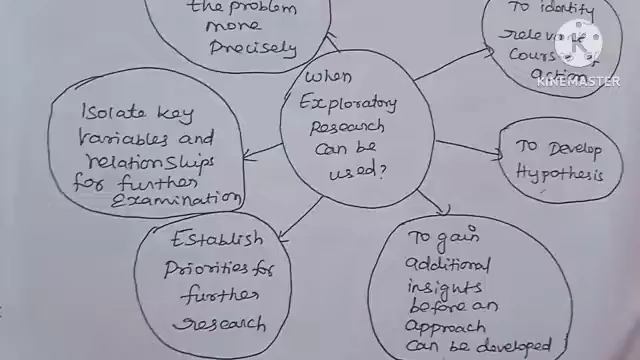 the problem
more
Precisely
To identify
Course of
action
KINEMASTER
When
Exploratory
Research
can be
used?
Isolate key
variables and
relationships
for further
Examination
To Develop
Hypothesis
Establish
Priorities for
further
research
To gain
additional
insights
before an
approach
can be developed